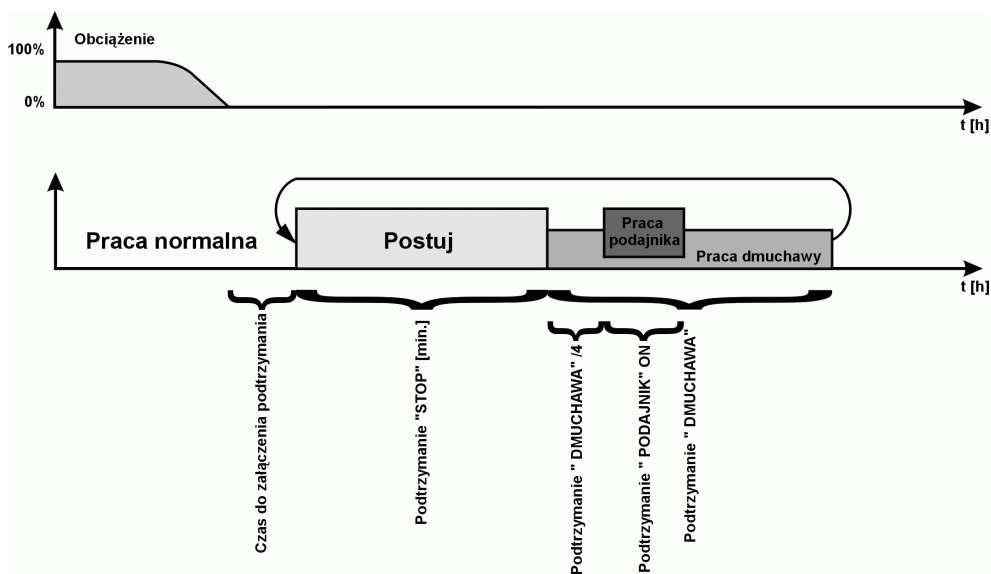 Obciążenie
100%
0%
t [h]
Praca normalna
Postuj
Praca
podajnika
Praca dmuchawy
t [h]
Czas do załączenia podtrzymania
Podtrzymanie "STOP" [min.]
Podtrzymanie " DMUCHAWA" /4
Podtrzymanie " PODAJNIK" ON
Podtrzymanie " DMUCHAWA"